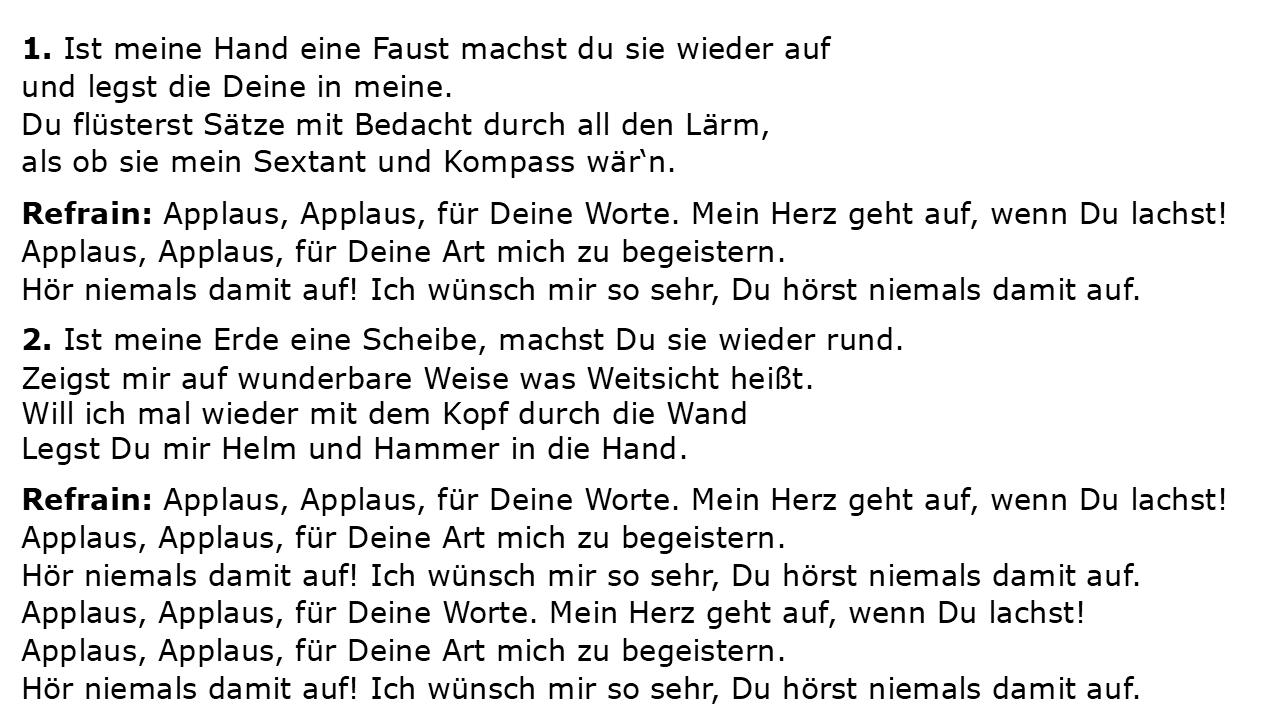 1. Ist meine Hand eine Faust machst du sie wieder auf
und legst die Deine in meine.
Du flüsterst Sätze mit Bedacht durch all den Lärm,
als ob sie mein Sextant und Kompass wär‛n.
Refrain: Applaus, Applaus, für Deine Worte. Mein Herz geht auf, wenn Du lachst!
Applaus, Applaus, für Deine Art mich zu begeistern.
Hör niemals damit auf! Ich wünsch mir so sehr, Du hörst niemals damit auf.
2. Ist meine Erde eine Scheibe, machst Du sie wieder rund.
Zeigst mir auf wunderbare Weise was Weitsicht heißt.
Will ich mal wieder mit dem Kopf durch die Wand
Legst Du mir Helm und Hammer in die Hand.
Refrain: Applaus, Applaus, für Deine Worte. Mein Herz geht auf, wenn Du lachst!
Applaus, Applaus, für Deine Art mich zu begeistern.
Hör niemals damit auf! Ich wünsch mir so sehr, Du hörst niemals damit auf.
Applaus, Applaus, für Deine Worte. Mein Herz geht auf, wenn Du lachst!
Applaus, Applaus, für Deine Art mich zu begeistern.
Hör niemals damit auf! Ich wünsch mir so sehr, Du hörst niemals damit auf.